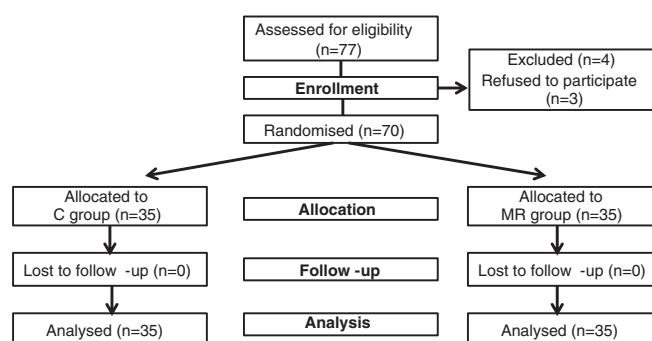 Assessed for eligibility
(n=77)
Excluded (n=4)
Refused to participate
(n=3)
Enrollment
Randomised (n=70)
Allocated to
C group (n=35)
Allocation
Allocated to
MR group (n=35)
Lost to follow -up (n=0)
Follow -up
Lost to follow -up (n=0)
Analysed (n=35)
Analysis
Analysed (n=35)